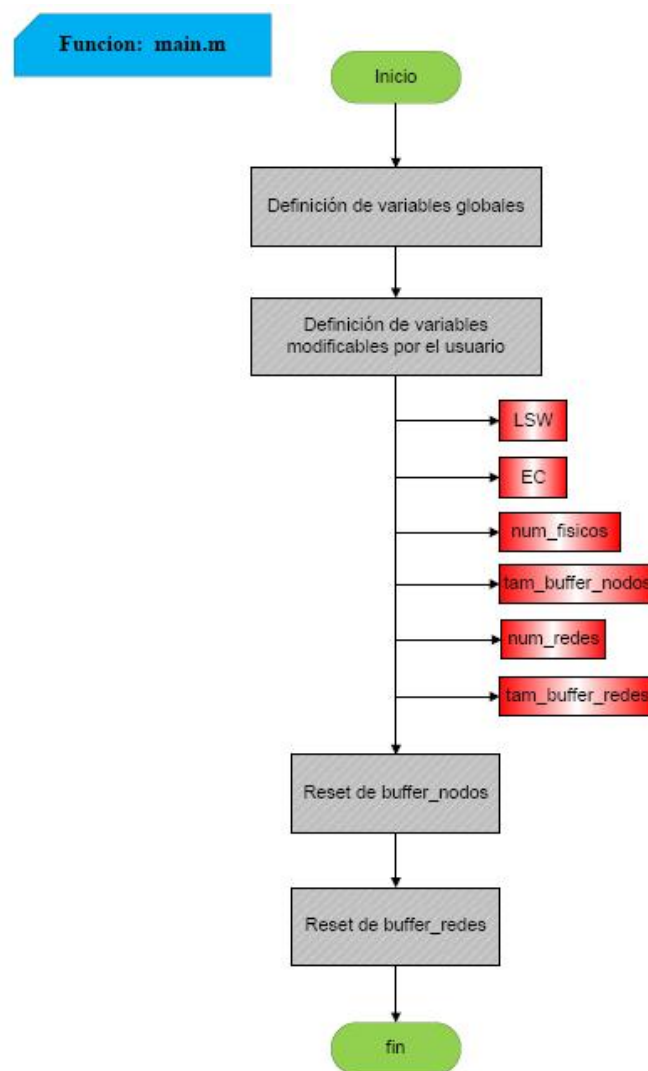 Funcion: main.m
Inicio
Definición de variables globales
Definición de variables
modificables por el usuario
LSW
EC
num_fisicos
tam_buffer_nodos
num_redes
tam_buffer_redes
Reset de buffer_nodos
Reset de buffer_redes
fin